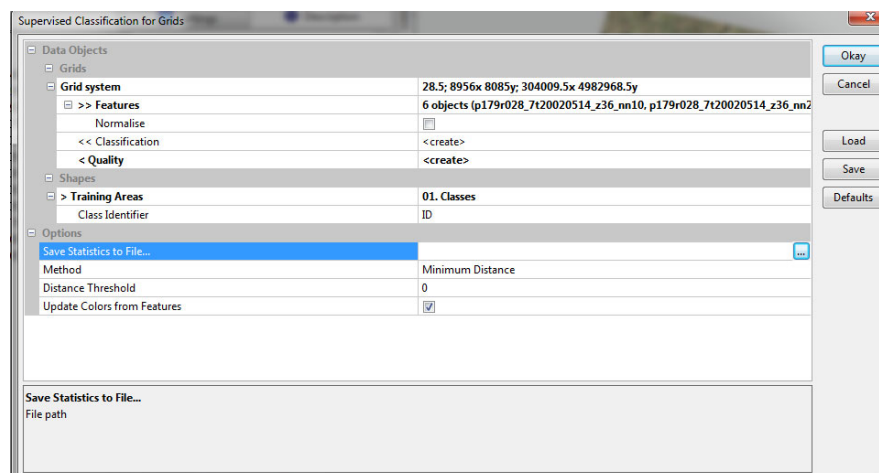 Supervised Classification for Grids
Description
Data Objects
Grids
Grid system 28.5; 8956x 8085y; 304009.5x 4982968.5y
>> Features 6 objects (p179r028_7t20020514_z36_nn10, p179r028_7t20020514_z36_nn2
Normalise
<< Classification <create>
< Quality <create>
Shapes
> Training Areas 01. Classes
Class Identifier ID
Options
Save Statistics to File... ...
Method Minimum Distance
Distance Threshold 0
Update Colors from Features
Save Statistics to File...
File path
Okay
Cancel
Load
Save
Defaults